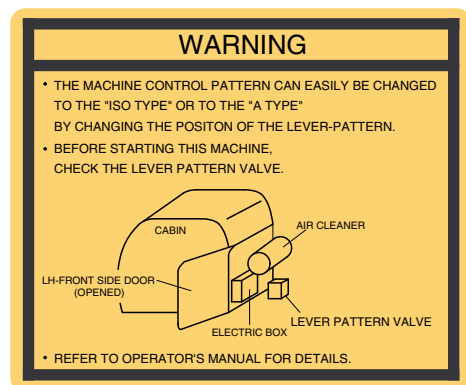 WARNING
• THE MACHINE CONTROL PATTERN CAN EASILY BE CHANGED
TO THE "ISO TYPE" OR TO THE "A TYPE"
BY CHANGING THE POSITON OF THE LEVER-PATTERN.
• BEFORE STARTING THIS MACHINE,
CHECK THE LEVER PATTERN VALVE.
CABIN
AIR CLEANER
LH-FRONT SIDE DOOR
(OPENED)
LEVER PATTERN VALVE
ELECTRIC BOX
• REFER TO OPERATOR'S MANUAL FOR DETAILS.